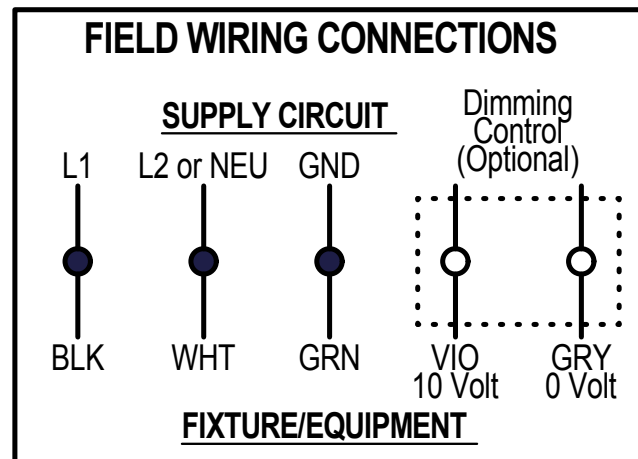 FIELD WIRING CONNECTIONS
SUPPLY CIRCUIT
Dimming
Control
(Optional)
L1 L2 or NEU GND
BLK WHT GRN VIO GRY
10 Volt 0 Volt
FIXTURE/EQUIPMENT